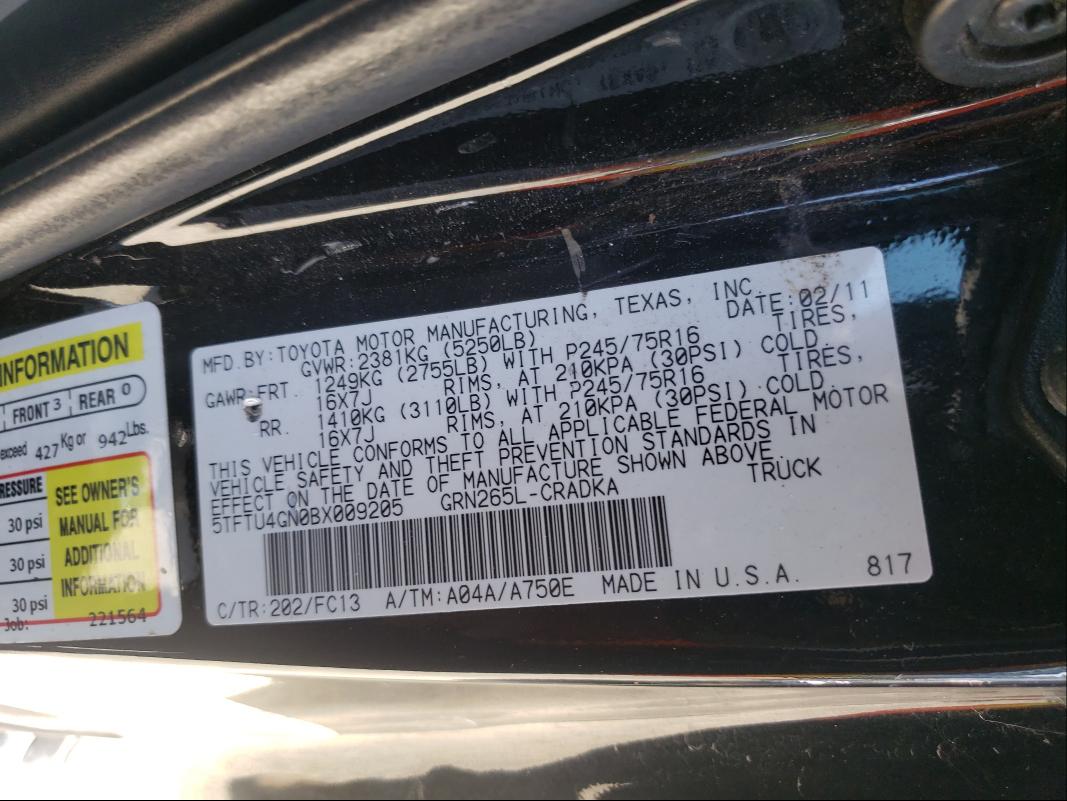 INFORMATION
FRONT 3 REAR 0
exceed 427 Kg or 942 Lbs.
PRESSURE
30 psi
30 psi
30 psi
SEE OWNER'S
MANUAL FOR
ADDITIONAL
INFORMATION
Job: 221564
MFD. BY: TOYOTA MOTOR MANUFACTURING, TEXAS, INC.
GVWR: 2381KG (5250LB) DATE: 02/11
GAWR FRT. 1249KG (2755LB) WITH P245/75R16 TIRES,
16X7J RIMS, AT 210KPA (30PSI) COLD.
RR. 1410KG (3110LB) WITH P245/75R16 TIRES,
16X7J RIMS, AT 210KPA (30PSI) COLD.
THIS VEHICLE CONFORMS TO ALL APPLICABLE FEDERAL MOTOR
VEHICLE SAFETY AND THEFT PREVENTION STANDARDS IN
EFFECT ON THE DATE OF MANUFACTURE SHOWN ABOVE.
5TFTU4GN0BX009205 GRN265L-CRADKA TRUCK
C/TR: 202/FC13 A/TM: A04A/A750E MADE IN U.S.A. 817